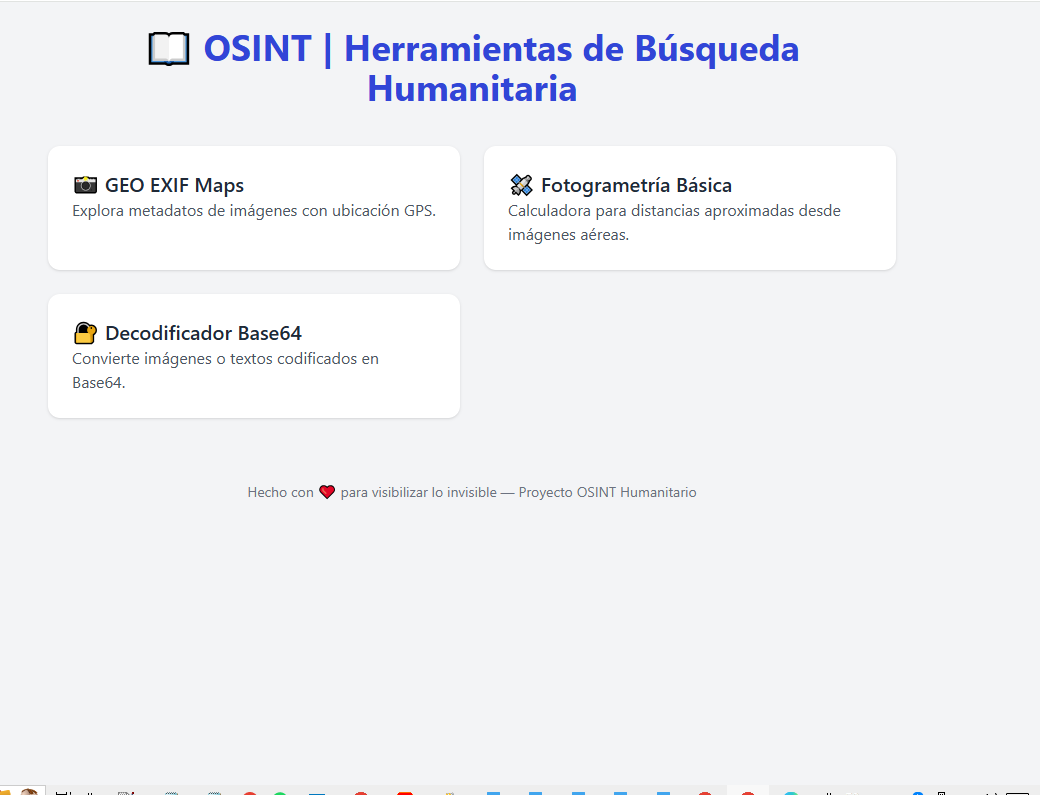 OSINT | Herramientas de Búsqueda
Humanitaria
GEO EXIF Maps
Explora metadatos de imágenes con ubicación GPS.
Fotogrametría Básica
Calculadora para distancias aproximadas desde
imágenes aéreas.
Decodificador Base64
Convierte imágenes o textos codificados en
Base64.
Hecho con ❤️ para visibilizar lo invisible — Proyecto OSINT Humanitario